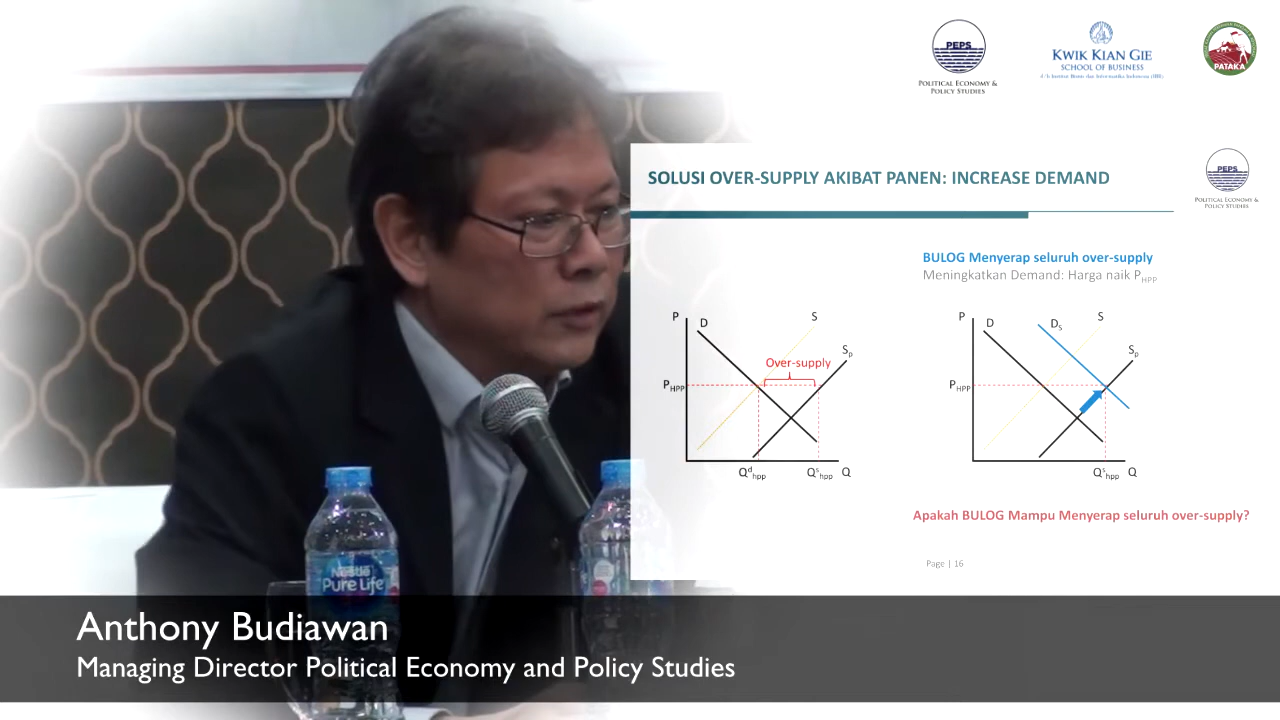 PEPS
POLITICAL ECONOMY &
POLICY STUDIES
KWIK KIAN GIE
SCHOOL OF BUSINESS
PATAKA
SOLUSI OVER-SUPPLY AKIBAT PANEN: INCREASE DEMAND
PEPS
POLITICAL ECONOMY &
POLICY STUDIES
BULOG Menyerap seluruh over-supply
Meningkatkan Demand: Harga naik PHPP
P
D
S
Sp
Over-supply
PHPP
Qdhpp
Qshpp
Q
P
D
Ds
S
Sp
PHPP
Qshpp
Q
Apakah BULOG Mampu Menyerap seluruh over-supply?
Page | 16
Nestle
Pure Life
Anthony Budiawan
Managing Director Political Economy and Policy Studies